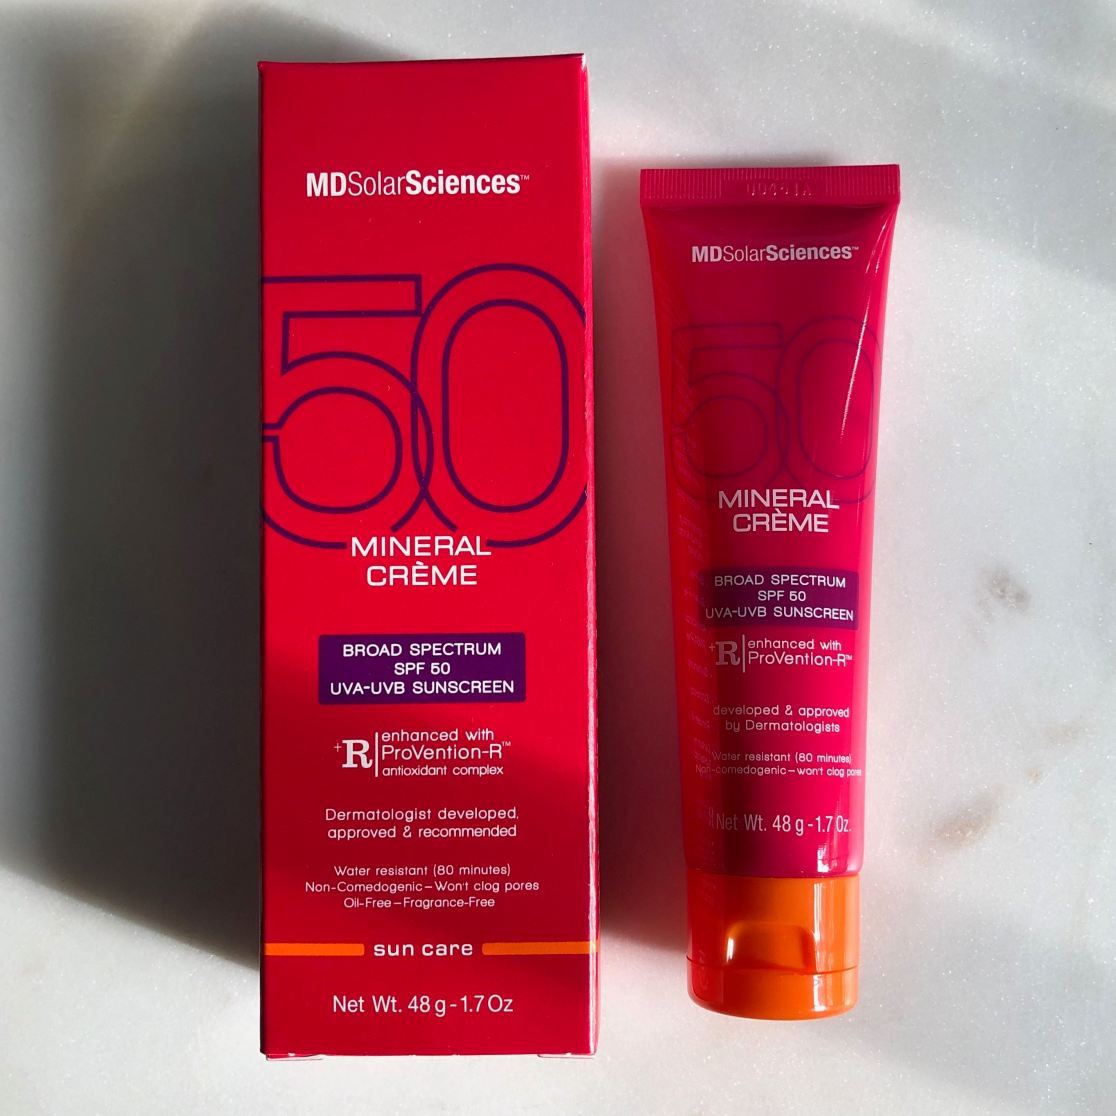 MDSolarSciences™
50
MINERAL
CRÈME
BROAD SPECTRUM
SPF 50
UVA-UVB SUNSCREEN
+R enhanced with
ProVention-R™
antioxidant complex
Dermatologist developed,
approved & recommended
Water resistant (80 minutes)
Non-Comedogenic—Won't clog pores
Oil-Free—Fragrance-Free
sun care
Net Wt. 48 g - 1.7 Oz
MDSolarSciences™
50
MINERAL
CRÈME
BROAD SPECTRUM
SPF 50
UVA-UVB SUNSCREEN
+R enhanced with
ProVention-R™
developed & approved
by Dermatologists
Water resistant (80 minutes)
Non-comedogenic—won't clog pores
Net Wt. 48 g - 1.7 Oz.